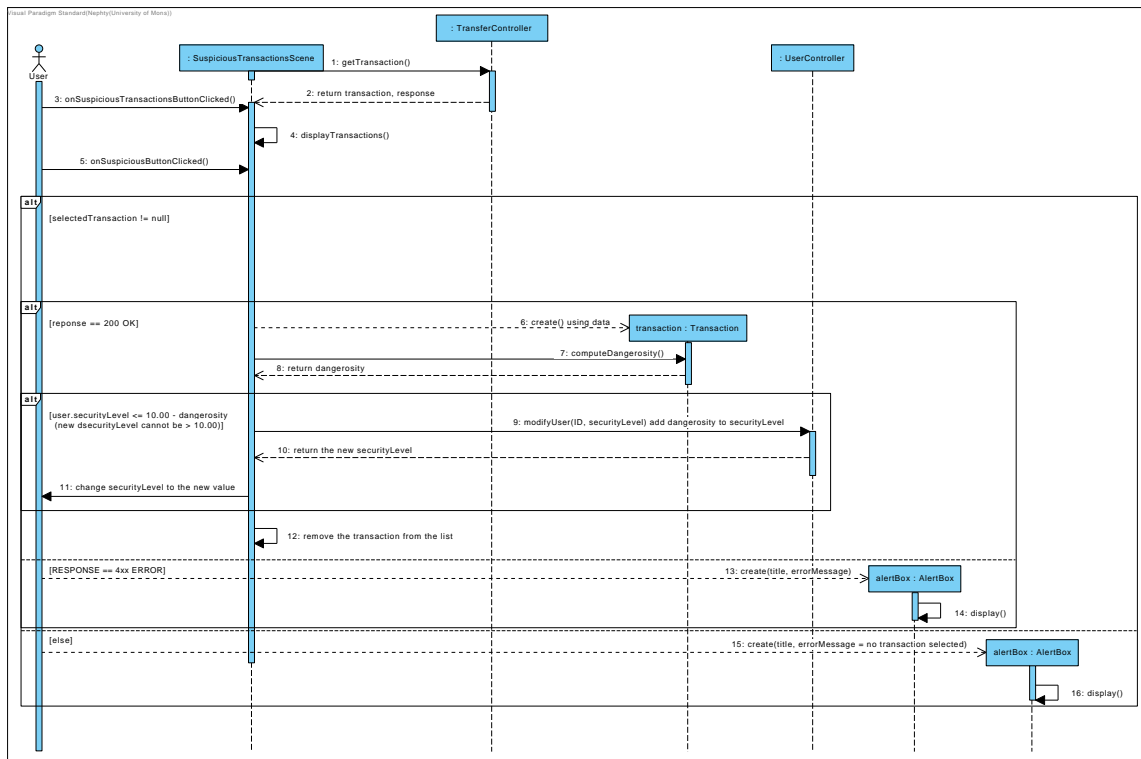 Visual Paradigm Standard(Nephty(University of Mons))
: TransferController
: SuspiciousTransactionsScene
: UserController
User
1: getTransaction()
2: return transaction, response
3: onSuspiciousTransactionsButtonClicked()
4: displayTransactions()
5: onSuspiciousButtonClicked()
alt
[selectedTransaction != null]
alt
[reponse == 200 OK]
6: create() using data
transaction : Transaction
7: computeDangerosity()
8: return dangerosity
alt
[user.securityLevel <= 10.00 - dangerosity
(new dsecurityLevel cannot be > 10.00)]
9: modifyUser(ID, securityLevel) add dangerosity to securityLevel
10: return the new securityLevel
11: change securityLevel to the new value
12: remove the transaction from the list
[RESPONSE == 4xx ERROR]
13: create(title, errorMessage)
alertBox : AlertBox
14: display()
[else]
15: create(title, errorMessage = no transaction selected)
alertBox : AlertBox
16: display()